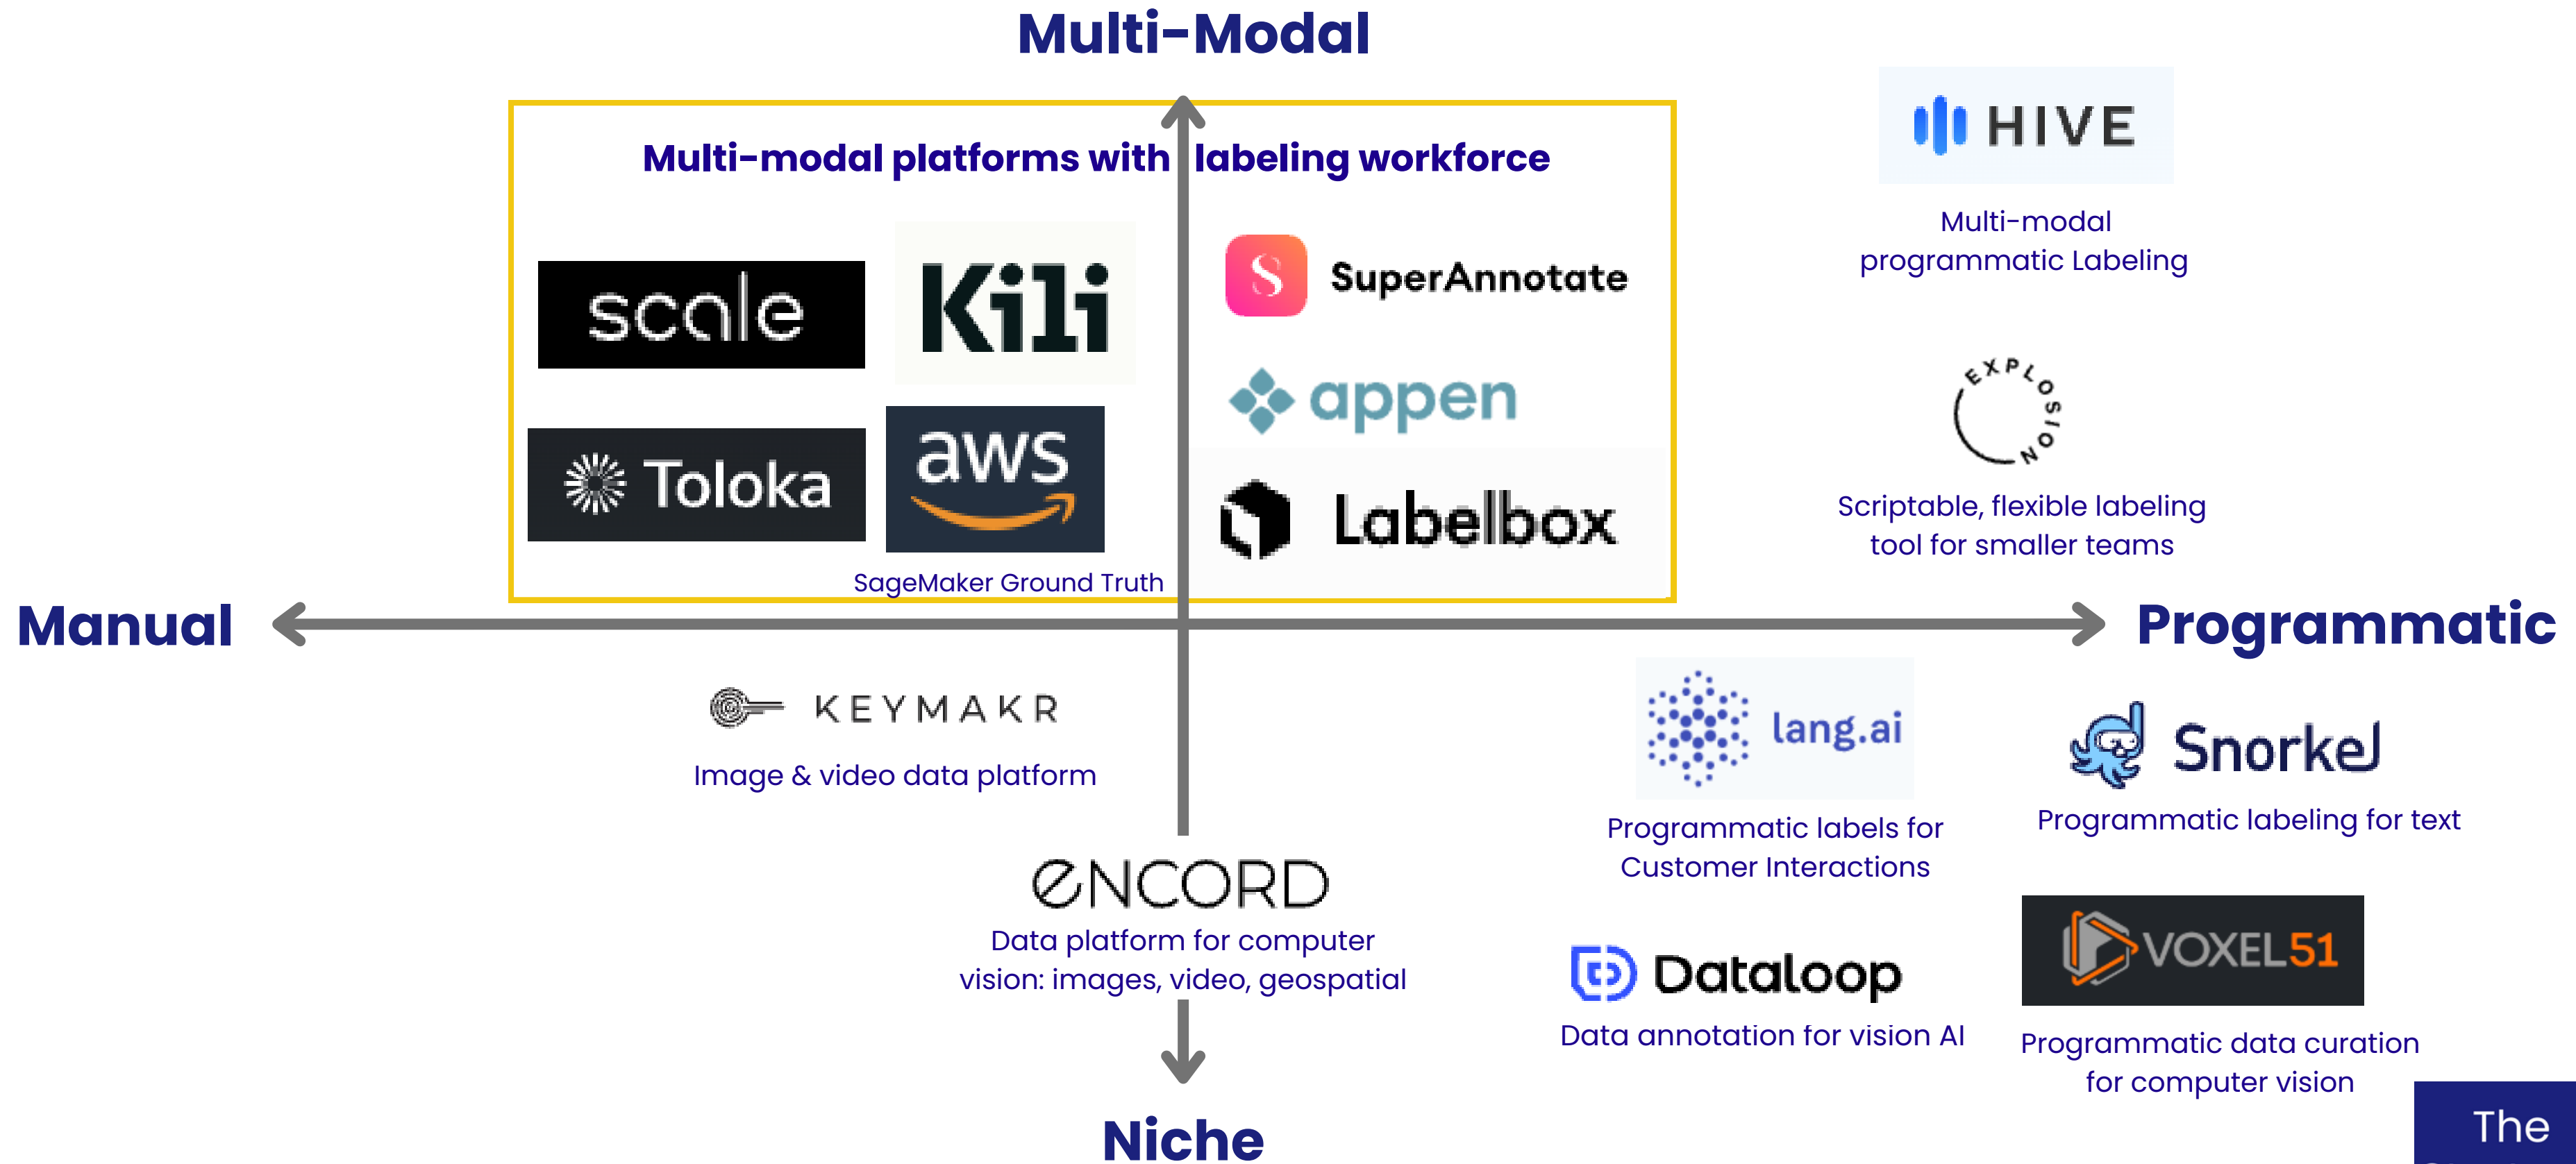 Multi-Modal
Multi-modal platforms with labeling workforce
scale
Kili
SuperAnnotate
appen
Toloka
aws
Labelbox
SageMaker Ground Truth
HIVE
Multi-modal
programmatic Labeling
EXPLOSION
Scriptable, flexible labeling
tool for smaller teams
Manual
Programmatic
KEYMAKR
Image & video data platform
ENCORD
Data platform for computer
vision: images, video, geospatial
lang.ai
Programmatic labels for
Customer Interactions
Snorkel
Programmatic labeling for text
Dataloop
Data annotation for vision AI
VOXEL51
Programmatic data curation
for computer vision
Niche
The